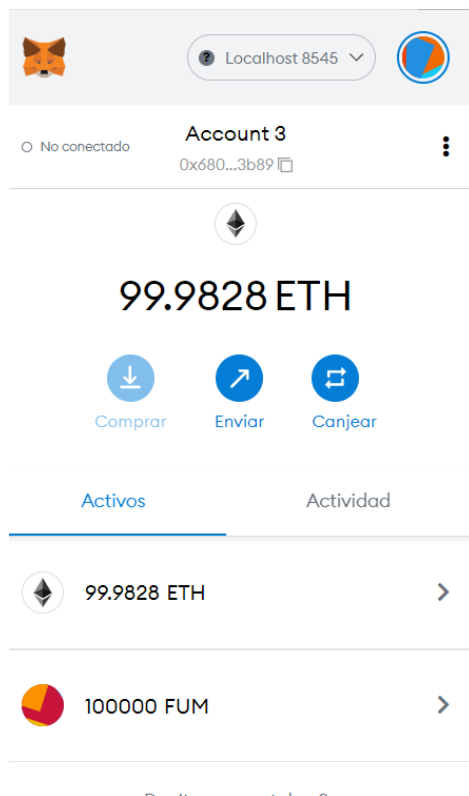 Localhost 8545
No conectado
Account 3
0x680...3b89
99.9828 ETH
Comprar
Enviar
Canjear
Activos
Actividad
99.9828 ETH
100000 FUM